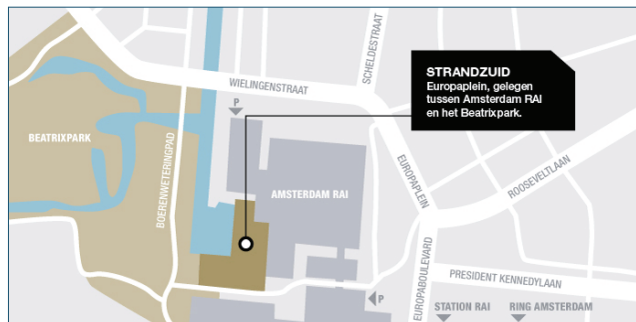 SCHELDESTRAAT
STRANDZUID
Europaplein, gelegen
tussen Amsterdam RAI
en het Beatrixpark.
WIELINGENSTRAAT
P
BEATRIXPARK
BOERENWETERINGPAD
AMSTERDAM RAI
EUROPAPLEIN
ROOSEVELTLAAN
EUROPABOULEVARD
PRESIDENT KENNEDYLAAN
P
STATION RAI
RING AMSTERDAM